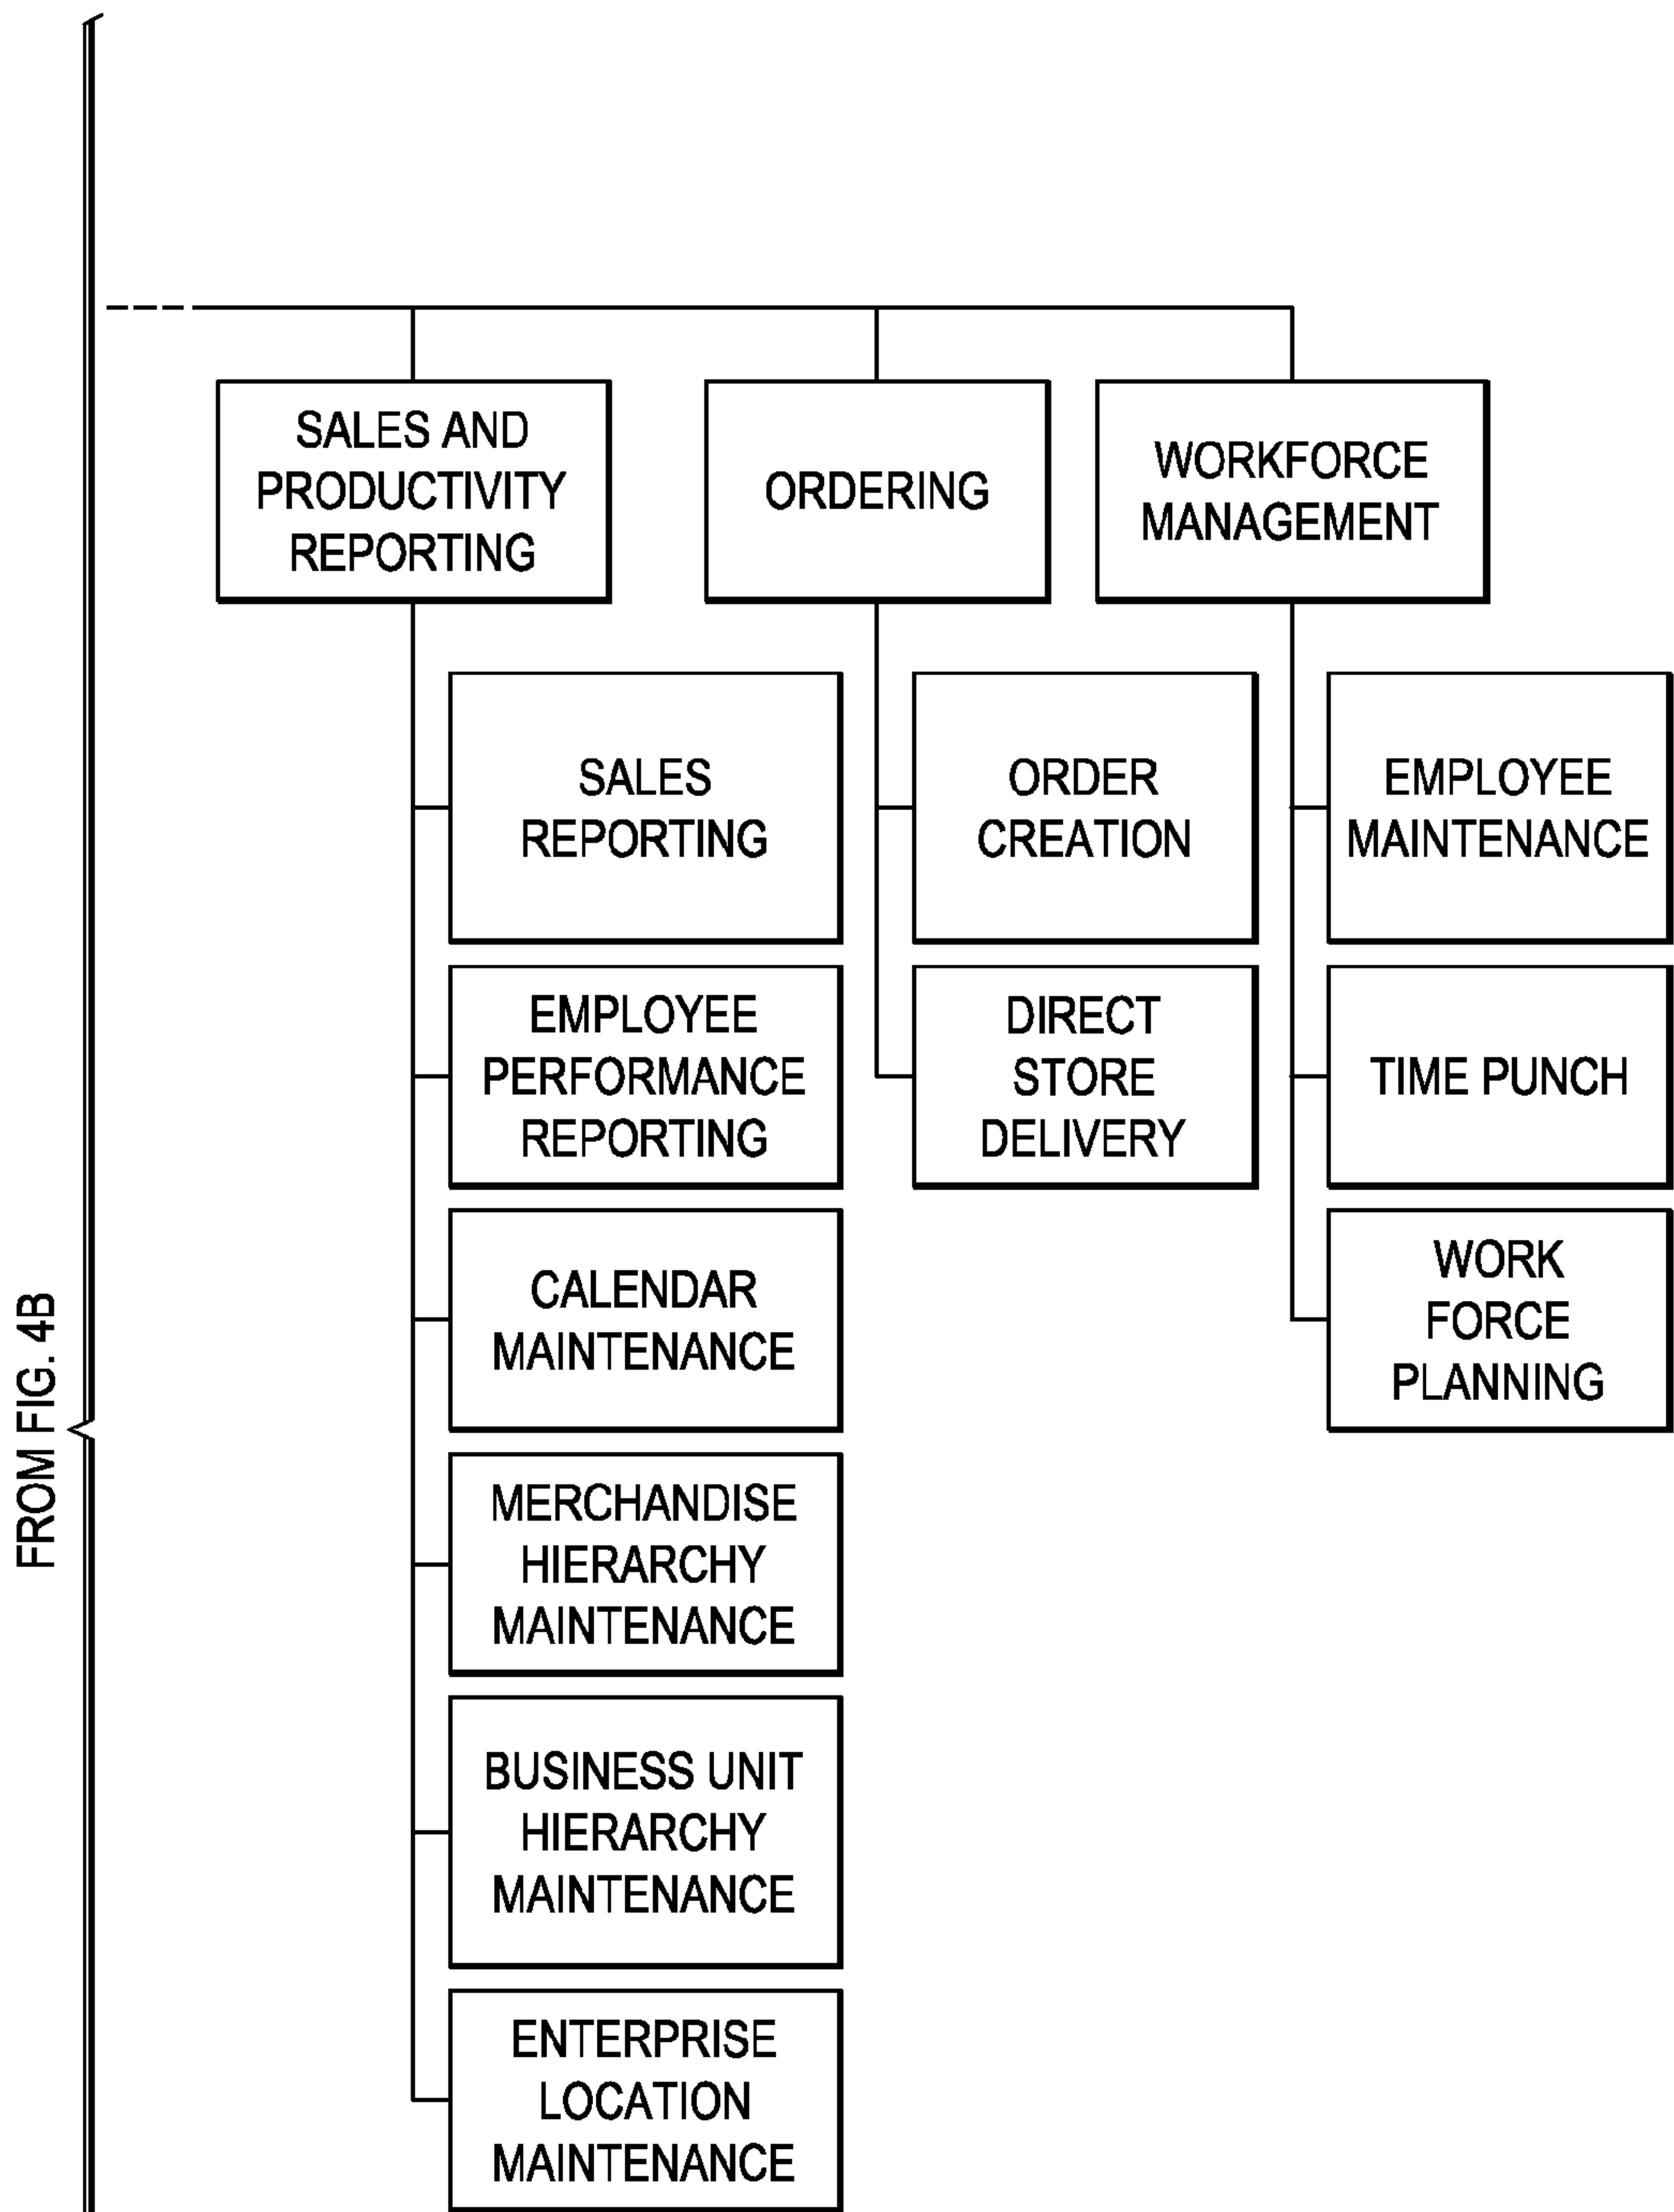 FROM FIG. 4B
SALES AND
PRODUCTIVITY
REPORTING
ORDERING
WORKFORCE
MANAGEMENT
SALES
REPORTING
EMPLOYEE
PERFORMANCE
REPORTING
CALENDAR
MAINTENANCE
MERCHANDISE
HIERARCHY
MAINTENANCE
BUSINESS UNIT
HIERARCHY
MAINTENANCE
ENTERPRISE
LOCATION
MAINTENANCE
ORDER
CREATION
DIRECT
STORE
DELIVERY
EMPLOYEE
MAINTENANCE
TIME PUNCH
WORK
FORCE
PLANNING